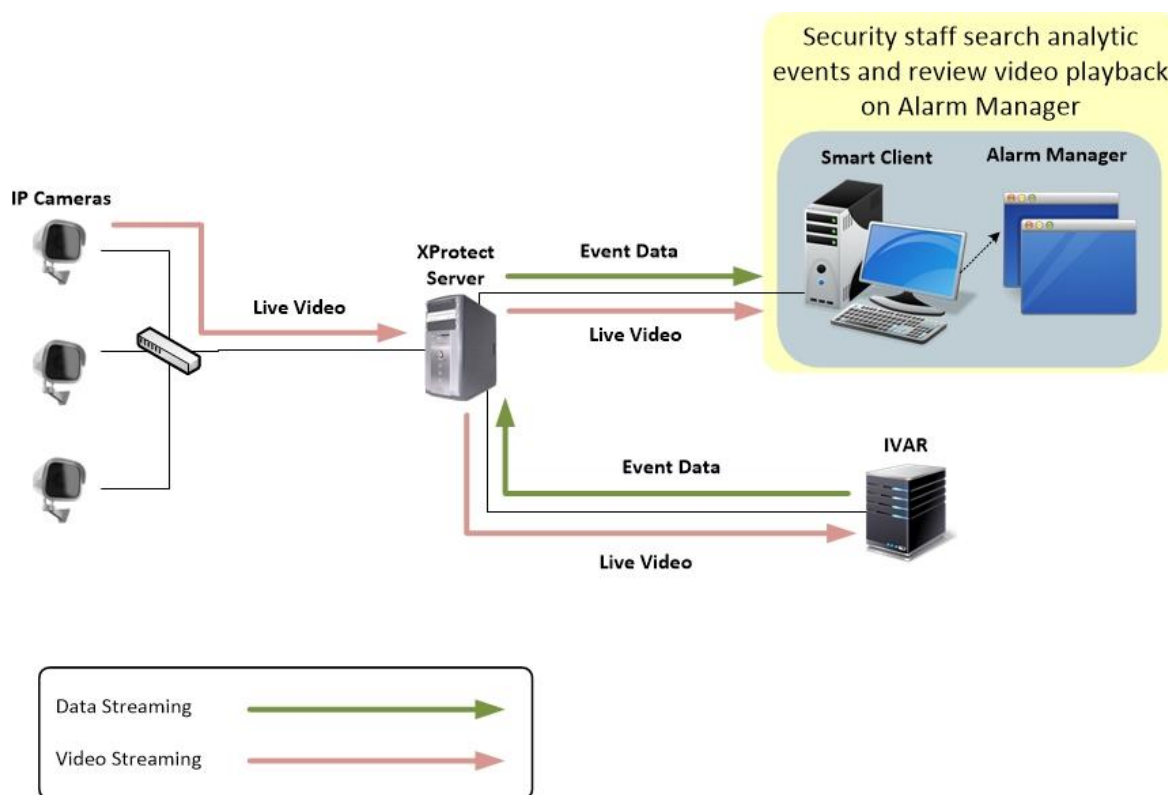 Security staff search analytic
events and review video playback
on Alarm Manager
Smart Client
Alarm Manager
IP Cameras
XProtect
Server
Event Data
Live Video
Live Video
IVAR
Event Data
Live Video
Data Streaming
Video Streaming